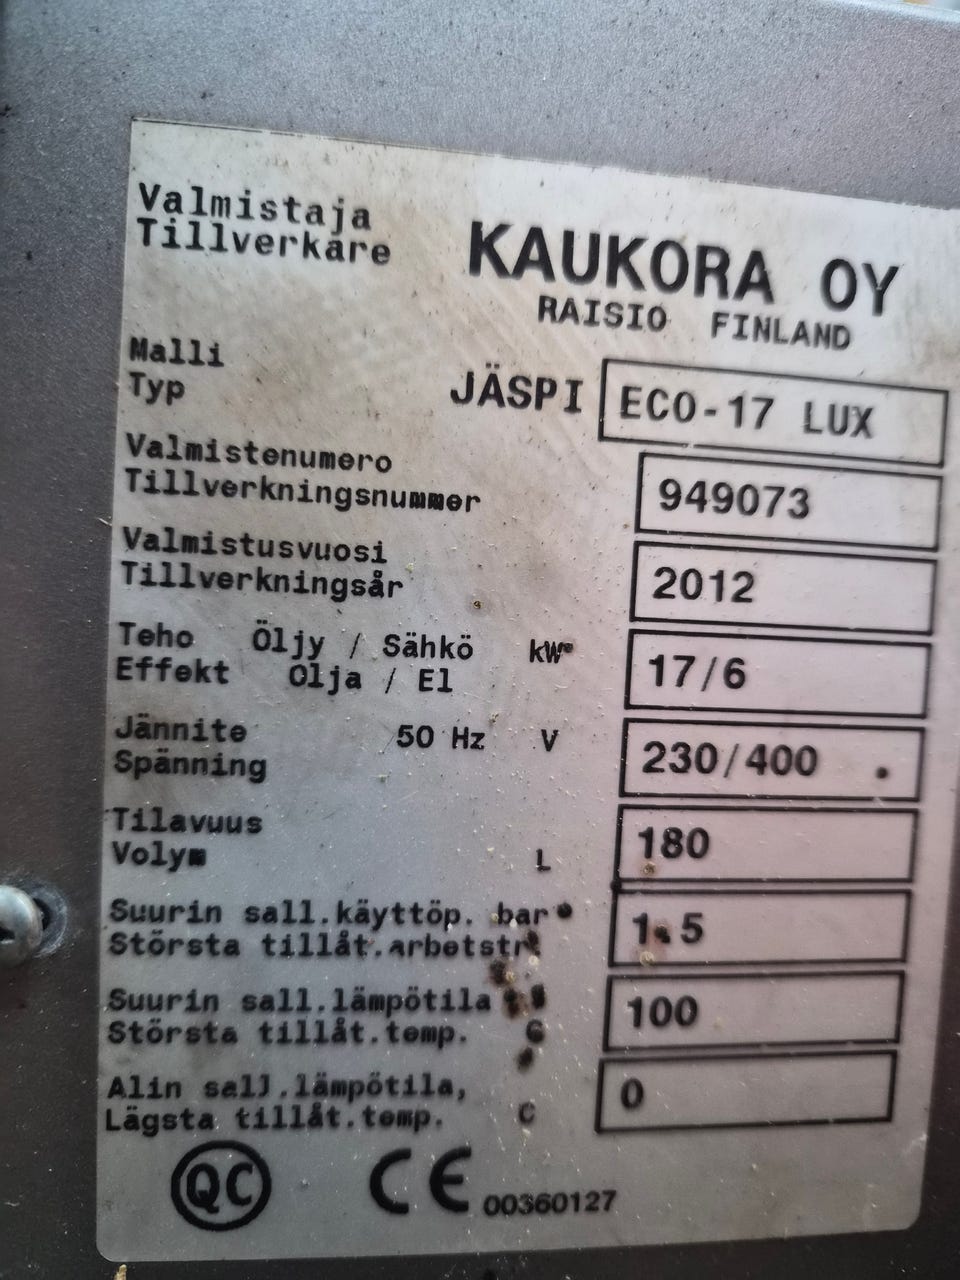 Valmistaja
Tillverkare
KAUKORA OY
RAISIO FINLAND
Malli
Typ
JÄSPI ECO-17 LUX
Valmistenumero
Tillverkningsnummer
949073
Valmistusvuosi
Tillverkningsår
2012
Teho Öljy / Sähkö kW
Effekt Olja / El
17/6
Jännite 50 Hz V
Spänning
230/400
Tilavuus
Volym L
180
Suurin sall.käyttöp. bar
Största tillåt.arbetstr
1.5
Suurin sall.lämpötila
Största tillåt.temp. C
100
Alin sall.lämpötila,
Lägsta tillåt.temp. C
0
QC CE 00360127